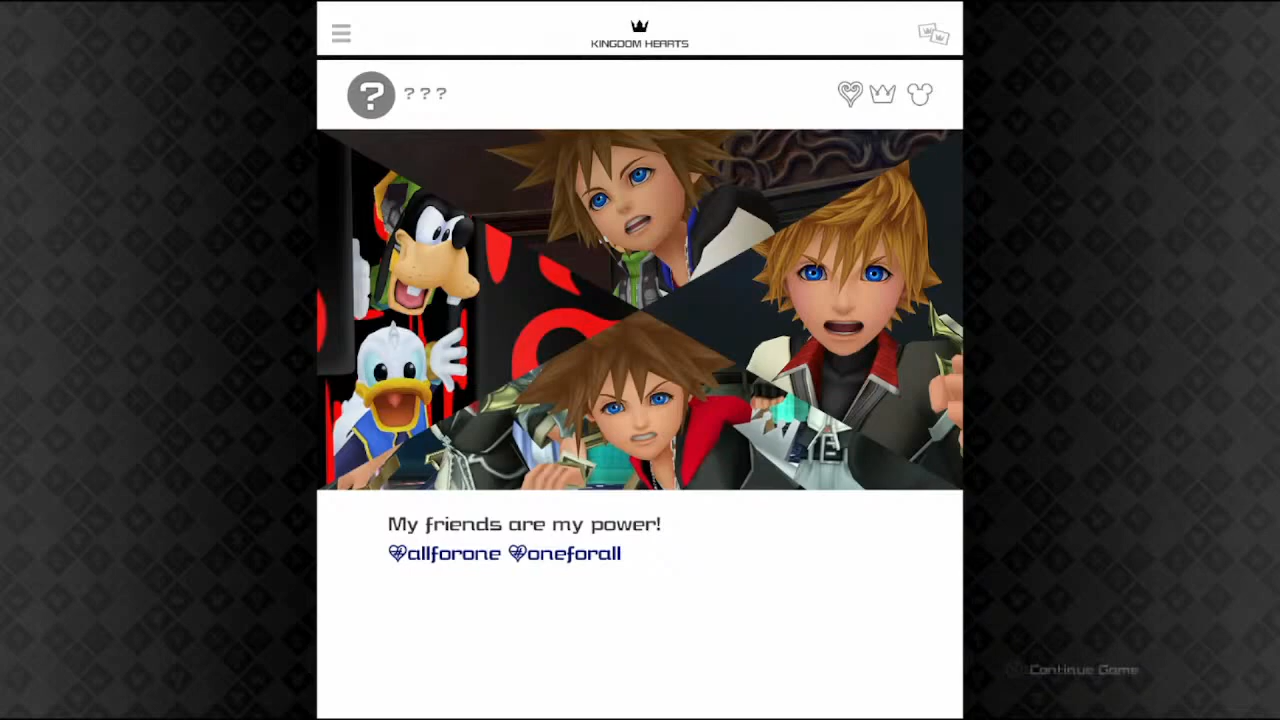 KINGDOM HEARTS
?
? ? ?
My friends are my power!
allforone oneforall
Continue Game